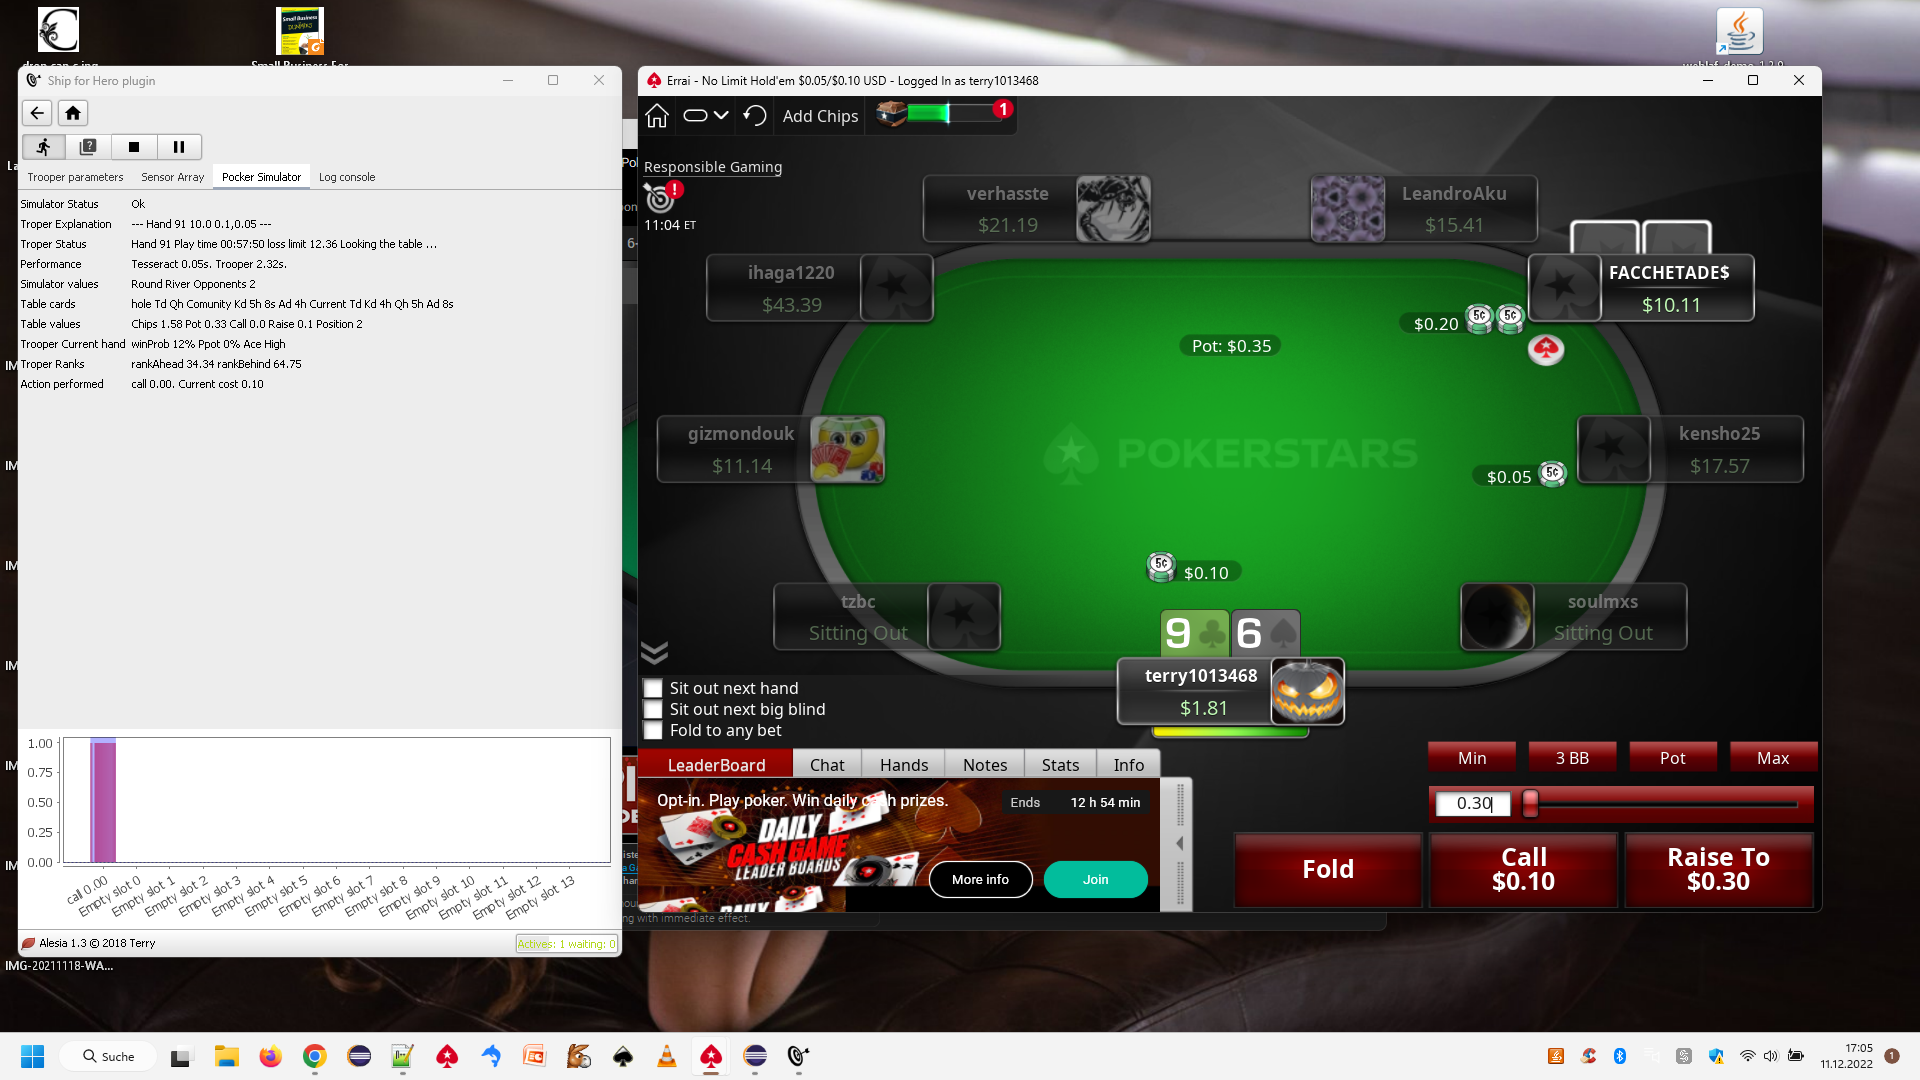 Ship for Hero plugin
Trooper parameters
Sensor Array
Pocker Simulator
Log console
Simulator Status Ok
Troper Explanation --- Hand 91 10.0 0.1,0.05 ---
Troper Status Hand 91 Play time 00:57:50 loss limit 12.36 Looking the table ...
Performance Tesseract 0.05s. Trooper 2.32s.
Simulator values Round River Opponents 2
Table cards hole Td Qh Comunity Kd 5h 8s Ad 4h Current Td Kd 4h Qh 5h Ad 8s
Table values Chips 1.58 Pot 0.33 Call 0.0 Raise 0.1 Position 2
Trooper Current hand winProb 12% Ppot 0% Ace High
Troper Ranks rankAhead 34.34 rankBehind 64.75
Action performed call 0.00. Current cost 0.10
1.00
0.75
0.50
0.25
0.00
call 0.00
Empty slot 0
Empty slot 1
Empty slot 2
Empty slot 3
Empty slot 4
Empty slot 5
Empty slot 6
Empty slot 7
Empty slot 8
Empty slot 9
Empty slot 10
Empty slot 11
Empty slot 12
Empty slot 13
Alesia 1.3 © 2018 Terry
Actives: 1 waiting: 0
IMG-20211118-WA...
Errai - No Limit Hold'em $0.05/$0.10 USD - Logged In as terry1013468
Add Chips
1
Responsible Gaming
!
11:04 ET
verhasste
$21.19
LeandroAku
$15.41
ihaga1220
$43.39
FACCHETADE$
$10.11
$0.20
5¢
5¢
Pot: $0.35
gizmondouk
$11.14
POKERSTARS
kensho25
$17.57
$0.05
5¢
5¢
$0.10
tzbc
Sitting Out
soulmxs
Sitting Out
9
6
terry1013468
$1.81
Sit out next hand
Sit out next big blind
Fold to any bet
LeaderBoard
Chat
Hands
Notes
Stats
Info
Opt-in. Play poker. Win daily cash prizes.
Ends 12 h 54 min
DAILY
CASH GAME
LEADER BOARDS
More info
Join
ng with immediate effect.
Min
3 BB
Pot
Max
0.30
Fold
Call
$0.10
Raise To
$0.30
Suche
17:05
11.12.2022
1